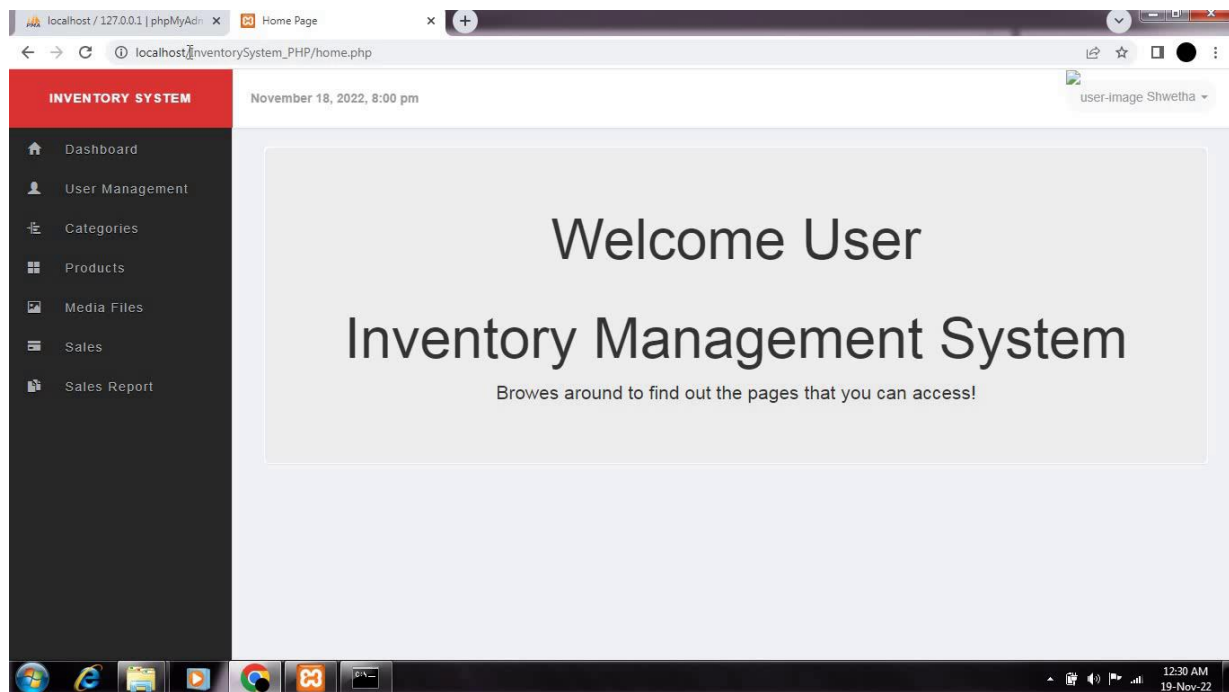 localhost / 127.0.0.1 | phpMyAdn
Home Page
localhost/InventorySystem_PHP/home.php
INVENTORY SYSTEM
November 18, 2022, 8:00 pm
user-image Shwetha
Dashboard
User Management
Categories
Products
Media Files
Sales
Sales Report
Welcome User
Inventory Management System
Browes around to find out the pages that you can access!
12:30 AM
19-Nov-22